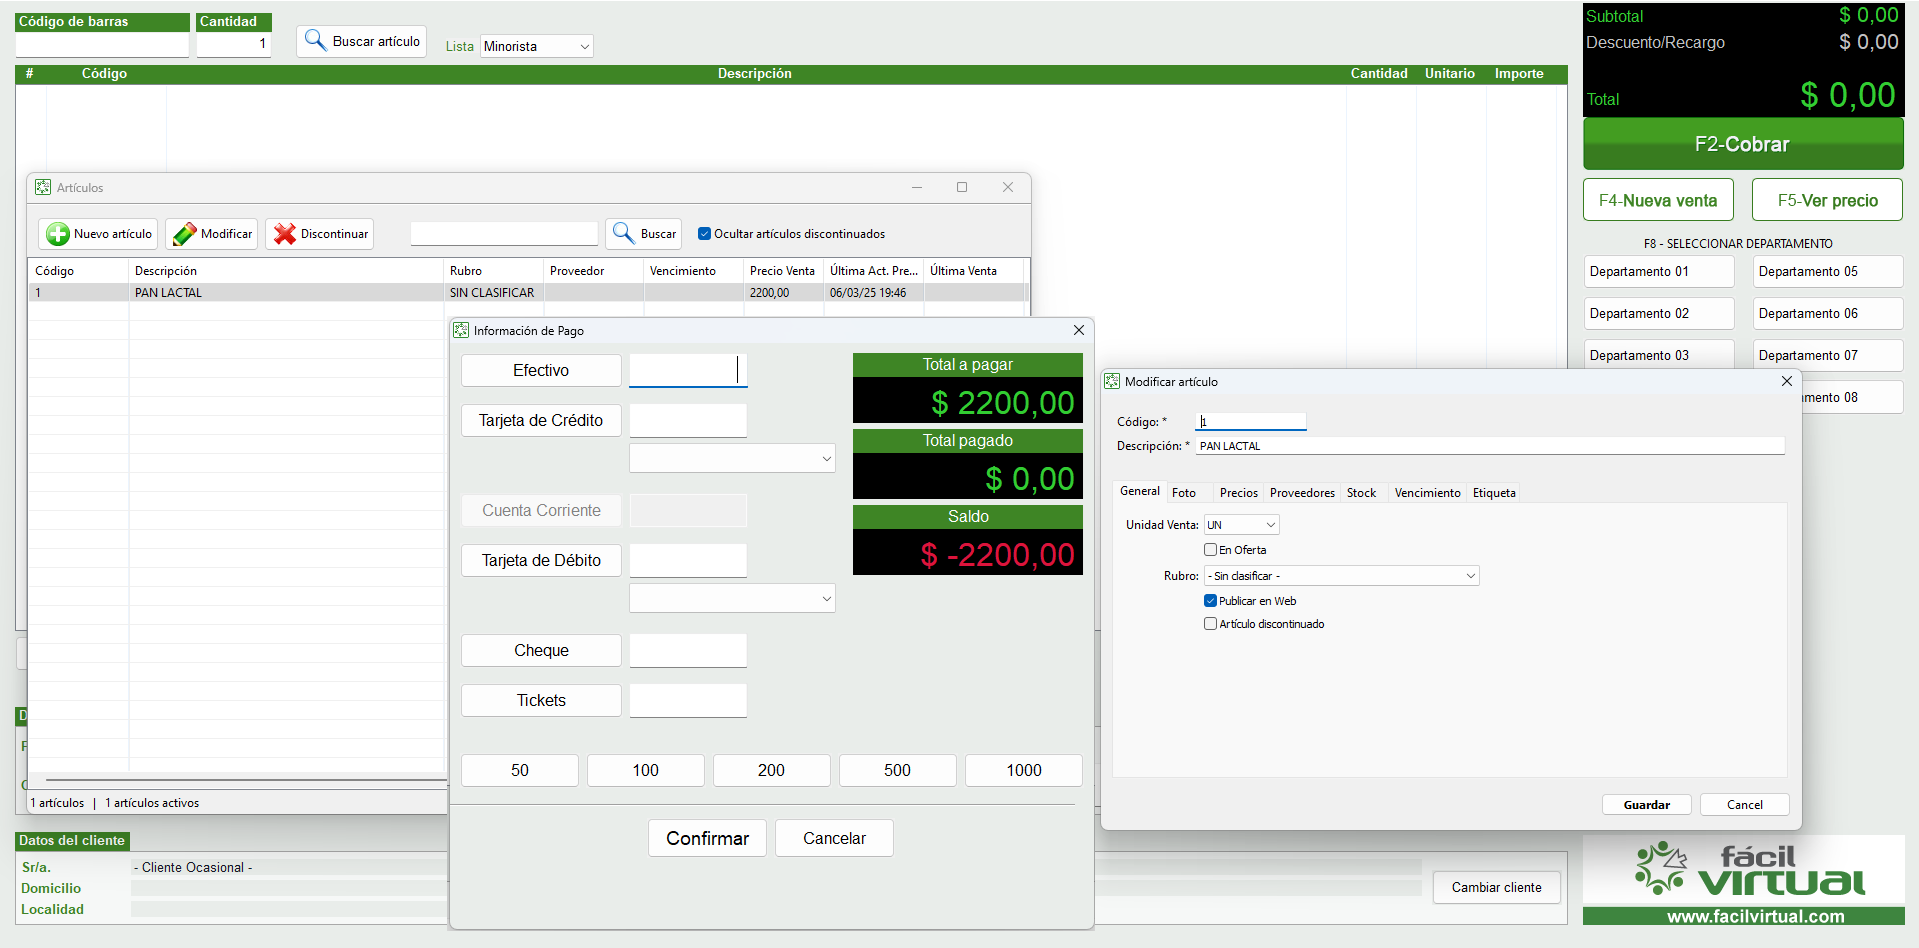 Código de barras
Cantidad
1
Buscar artículo
Lista
Minorista
# Código Descripción Cantidad Unitario Importe
Subtotal $ 0,00
Descuento/Recargo $ 0,00
Total $ 0,00
F2-Cobrar
F4-Nueva venta
F5-Ver precio
F8 - SELECCIONAR DEPARTAMENTO
Departamento 01
Departamento 05
Departamento 02
Departamento 06
Departamento 03
Departamento 07
mento 08
Artículos
Nuevo artículo
Modificar
Discontinuar
Buscar
Ocultar artículos discontinuados
Código Descripción Rubro Proveedor Vencimiento Precio Venta Última Act. Pre... Última Venta
1 PAN LACTAL SIN CLASIFICAR 2200,00 06/03/25 19:46
1 artículos | 1 artículos activos
Información de Pago
Efectivo
Tarjeta de Crédito
Cuenta Corriente
Tarjeta de Débito
Cheque
Tickets
Total a pagar
$ 2200,00
Total pagado
$ 0,00
Saldo
$ -2200,00
50 100 200 500 1000
Confirmar
Cancelar
Modificar artículo
Código: * 1
Descripción: * PAN LACTAL
General Foto Precios Proveedores Stock Vencimiento Etiqueta
Unidad Venta: UN
En Oferta
Rubro: - Sin clasificar -
Publicar en Web
Artículo discontinuado
Guardar
Cancel
Datos del cliente
Sr/a. - Cliente Ocasional -
Domicilio
Localidad
Cambiar cliente
fácil
virtual
www.facilvirtual.com